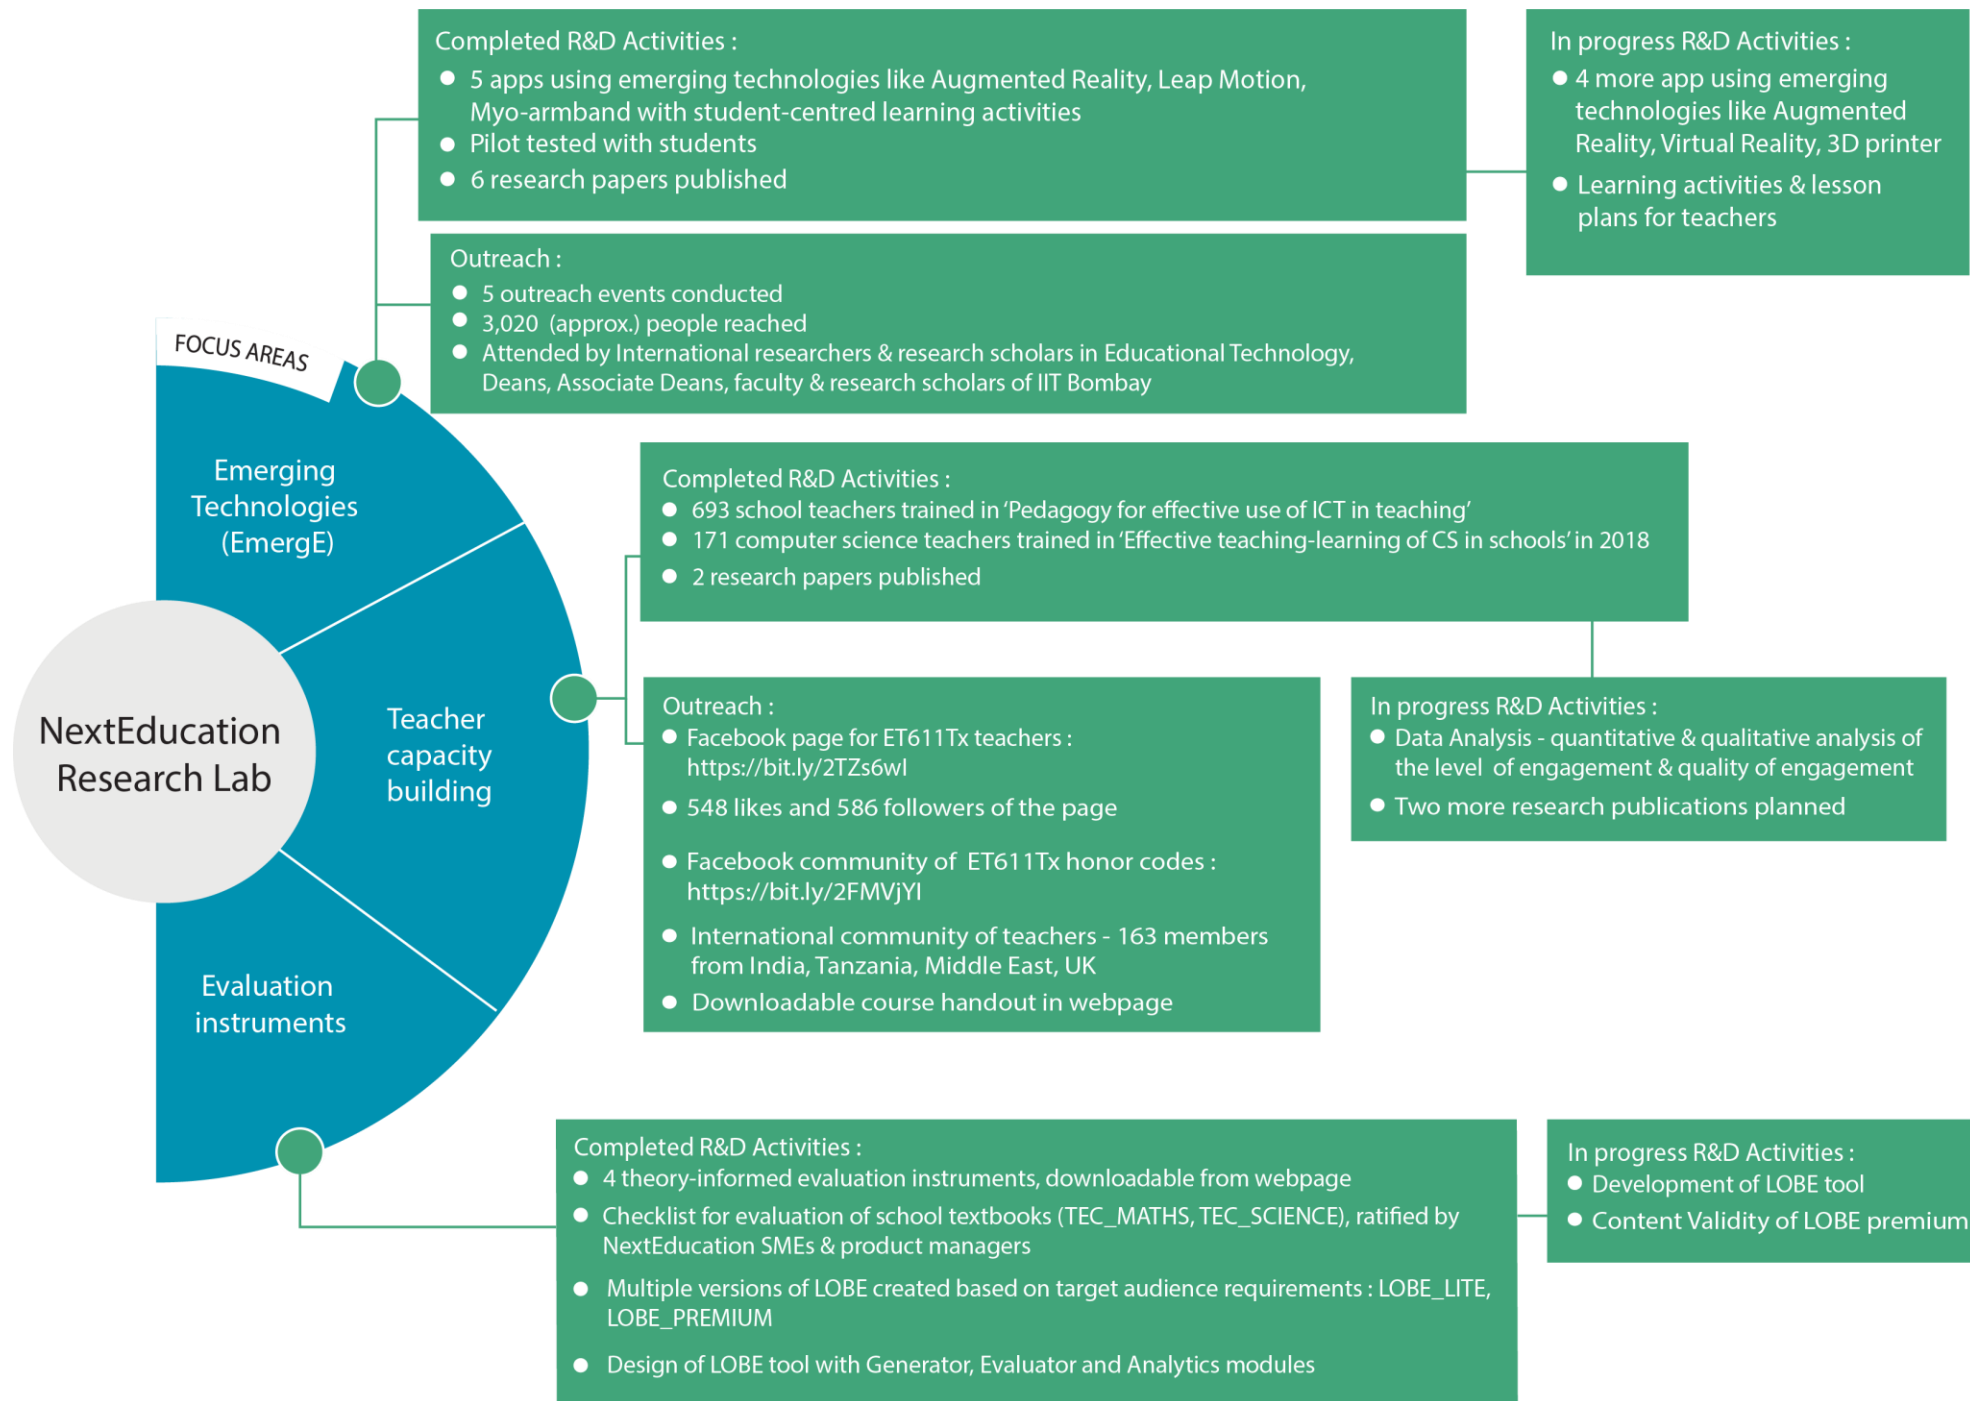 Completed R&D Activities :
5 apps using emerging technologies like Augmented Reality, Leap Motion,
Myo-armband with student-centred learning activities
Pilot tested with students
6 research papers published
In progress R&D Activities :
4 more app using emerging
technologies like Augmented
Reality, Virtual Reality, 3D printer
Learning activities & lesson
plans for teachers
Outreach :
5 outreach events conducted
3,020 (approx.) people reached
Attended by International researchers & research scholars in Educational Technology,
Deans, Associate Deans, faculty & research scholars of IIT Bombay
FOCUS AREAS
Emerging
Technologies
(EmergE)
Completed R&D Activities :
693 school teachers trained in ‘Pedagogy for effective use of ICT in teaching’
171 computer science teachers trained in ‘Effective teaching-learning of CS in schools’ in 2018
2 research papers published
NextEducation
Research Lab
Teacher
capacity
building
Outreach :
Facebook page for ET611Tx teachers :
https://bit.ly/2TZs6wl
548 likes and 586 followers of the page
Facebook community of ET611Tx honor codes :
https://bit.ly/2FMVjYl
International community of teachers - 163 members
from India, Tanzania, Middle East, UK
Downloadable course handout in webpage
In progress R&D Activities :
Data Analysis - quantitative & qualitative analysis of
the level of engagement & quality of engagement
Two more research publications planned
Evaluation
instruments
Completed R&D Activities :
4 theory-informed evaluation instruments, downloadable from webpage
Checklist for evaluation of school textbooks (TEC_MATHS, TEC_SCIENCE), ratified by
NextEducation SMEs & product managers
Multiple versions of LOBE created based on target audience requirements : LOBE_LITE,
LOBE_PREMIUM
Design of LOBE tool with Generator, Evaluator and Analytics modules
In progress R&D Activities :
Development of LOBE tool
Content Validity of LOBE premium